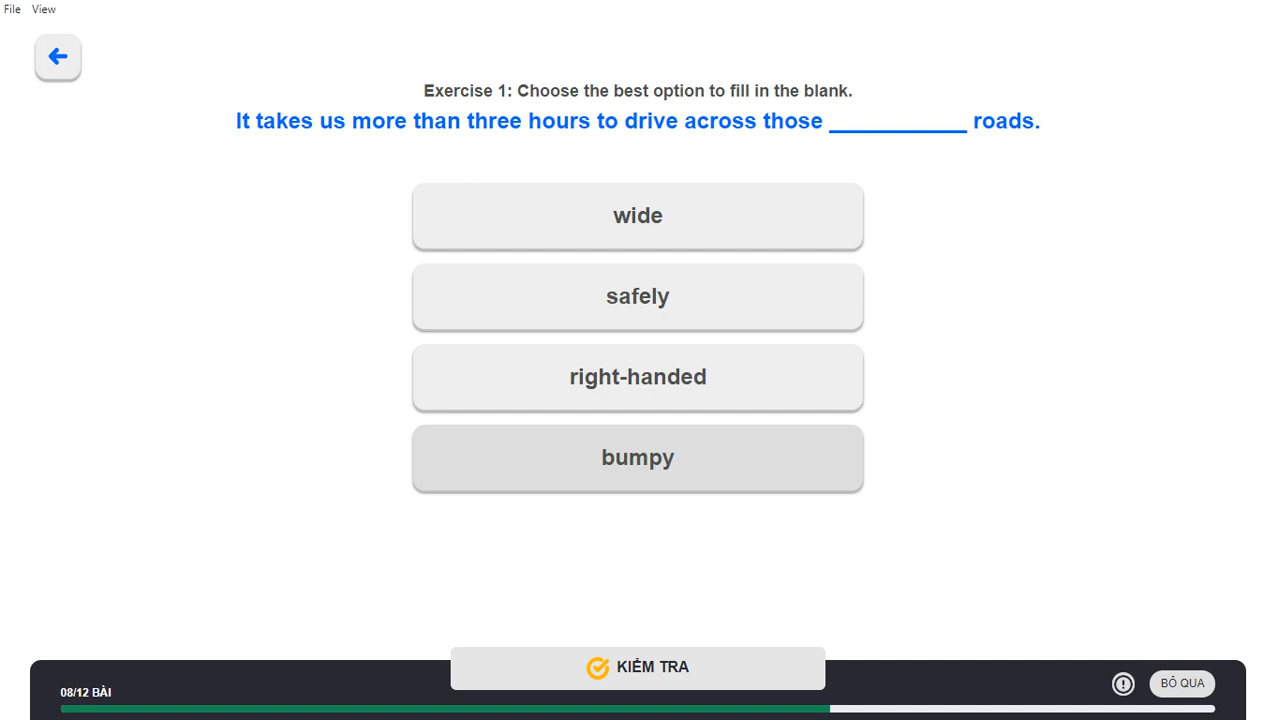 File View
Exercise 1: Choose the best option to fill in the blank.
It takes us more than three hours to drive across those ___________ roads.
wide
safely
right-handed
bumpy
KIỂM TRA
08/12 BÀI
BỎ QUA